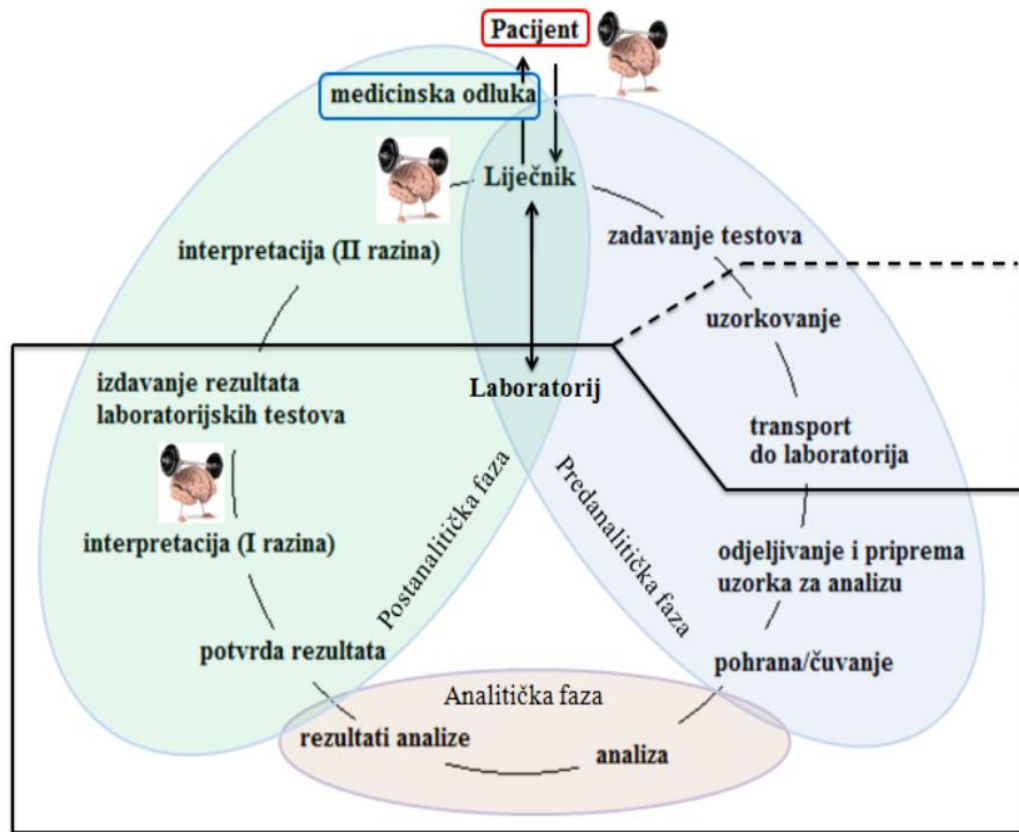 Pacijent
medicinska odluka
Liječnik
zadavanje testova
interpretacija (II razina)
uzorkovanje
izdavanje rezultata
laboratorijskih testova
Laboratorij
transport
do laboratorija
interpretacija (I razina)
Postanalitička faza
Predanalitička faza
odjeljivanje i priprema
uzorka za analizu
potvrda rezultata
pohrana/čuvanje
Analitička faza
rezultati analize
analiza